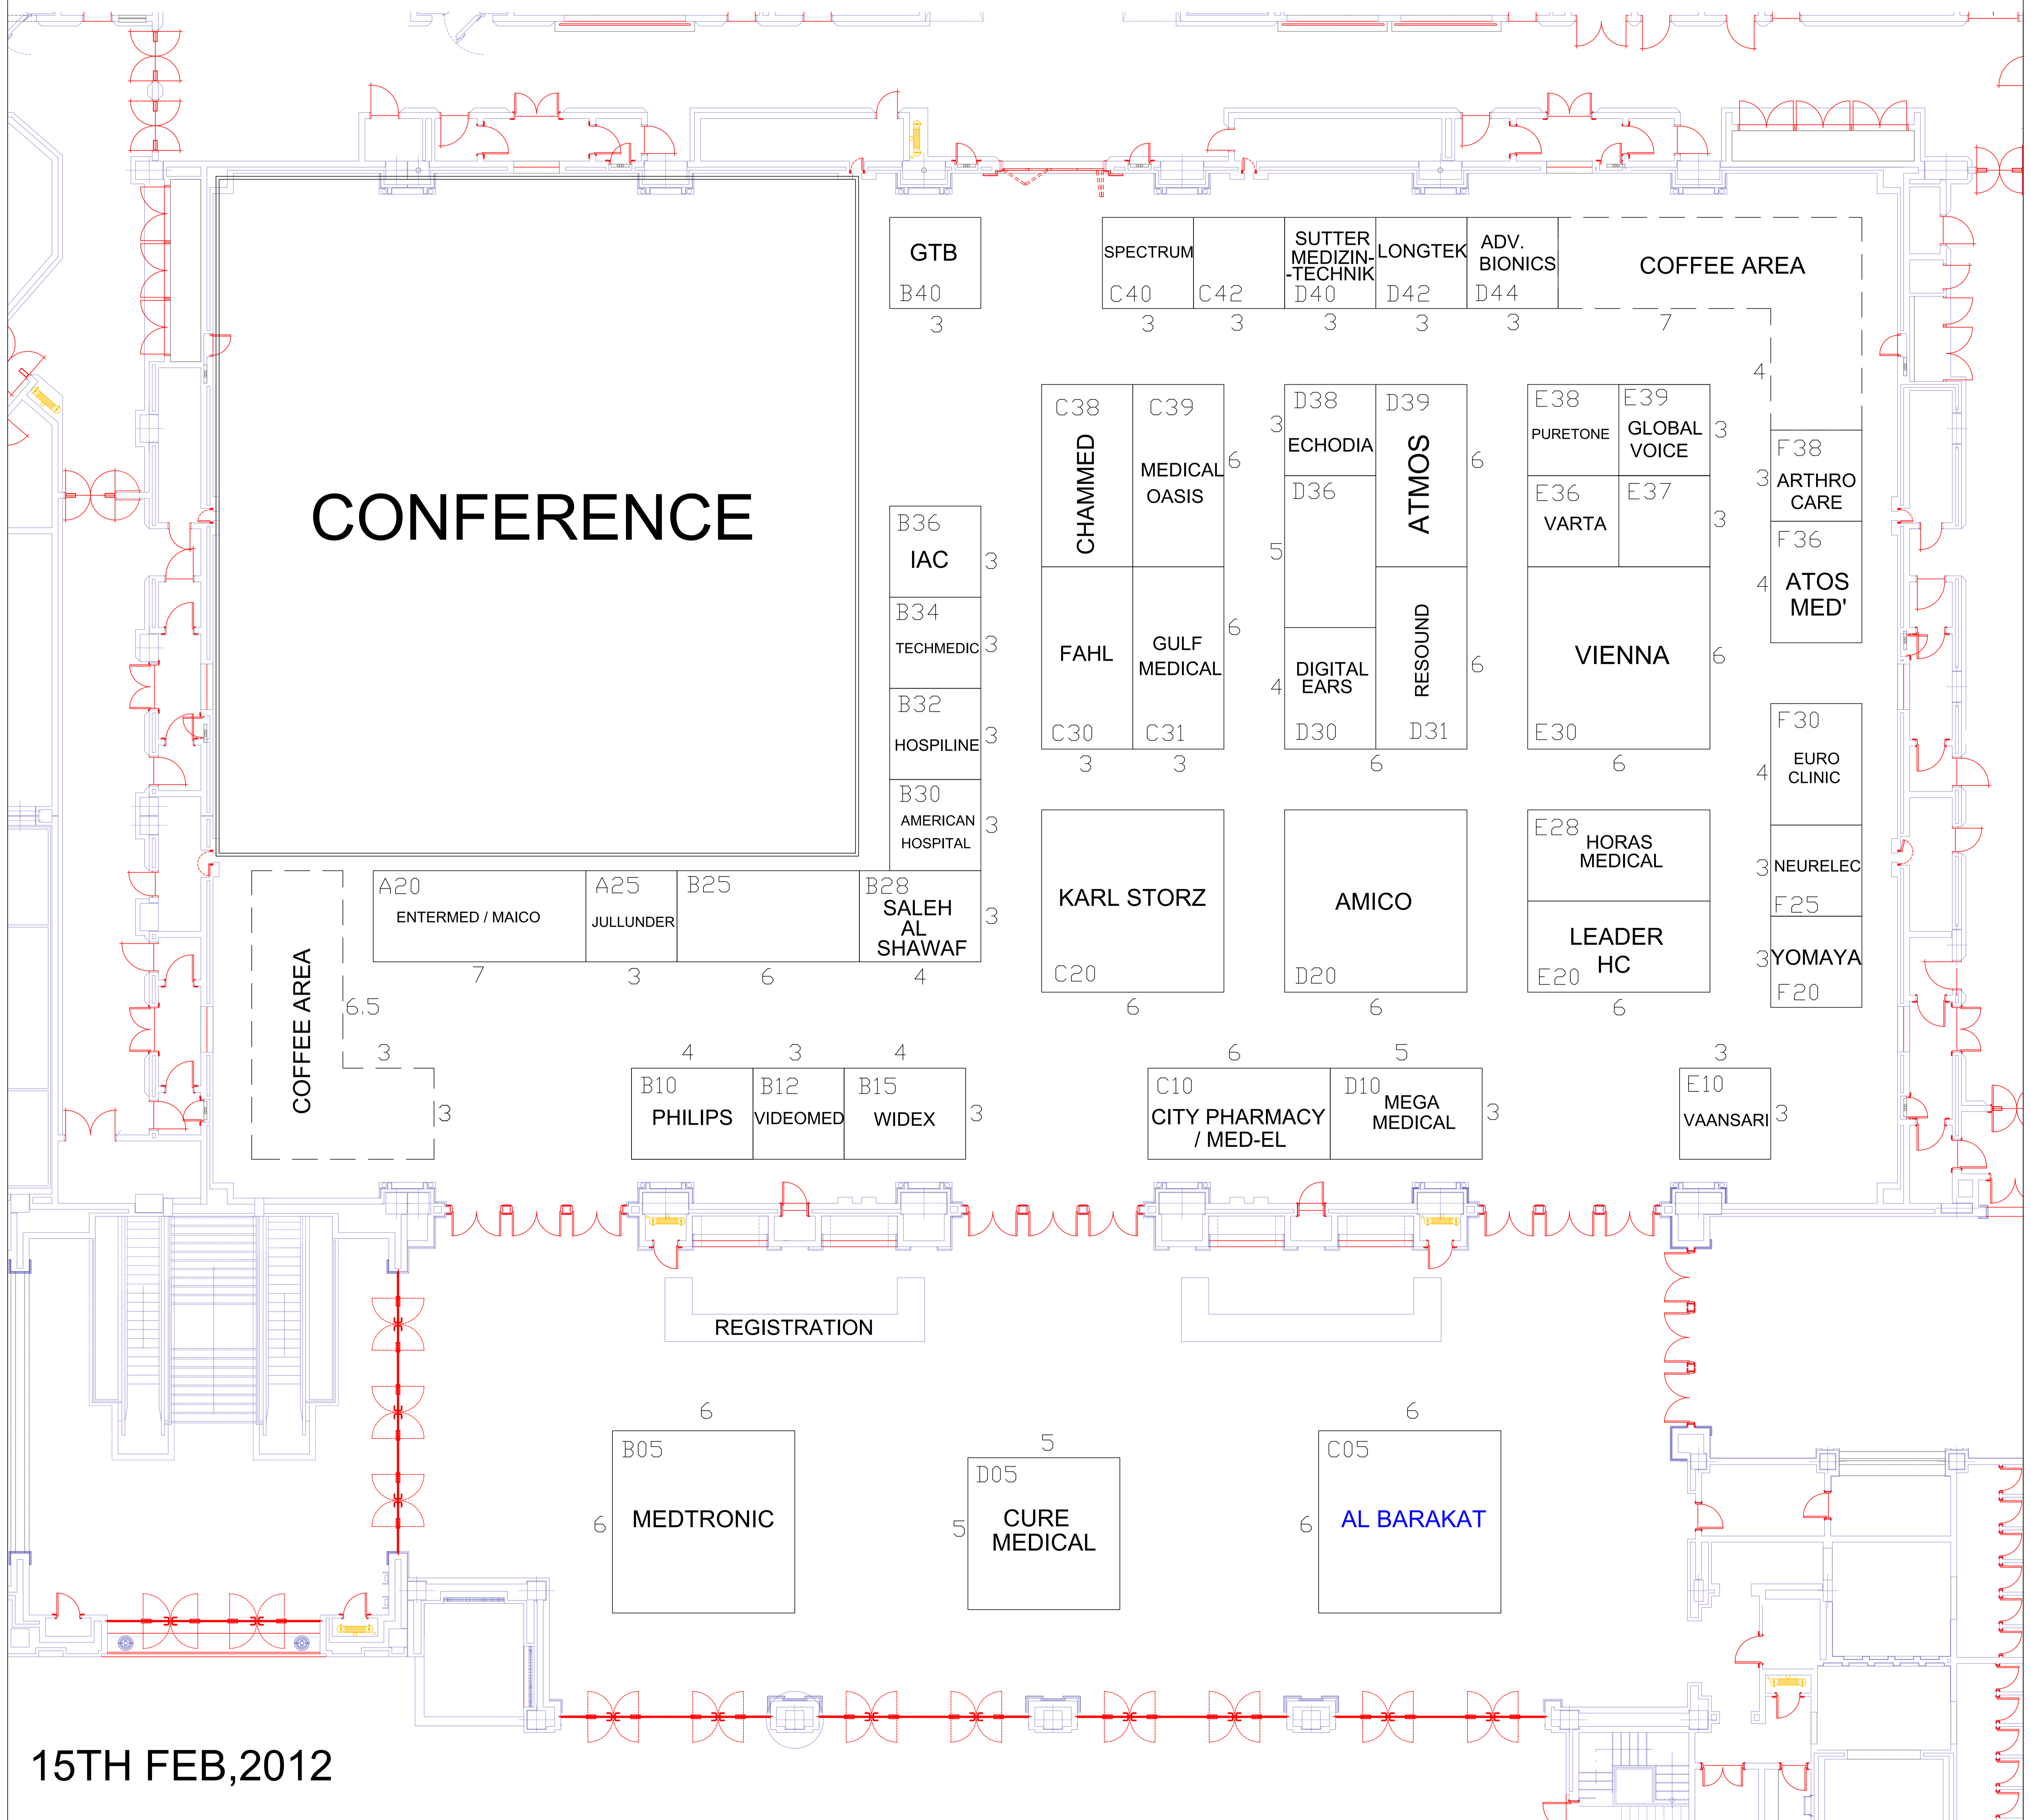 GTB
B40
3
SPECTRUM
C40
3
C42
3
SUTTER
MEDIZIN-
-TECHNIK
D40
3
LONGTEK
D42
3
ADV.
BIONICS
D44
3
COFFEE AREA
7
4
CONFERENCE
C38
CHAMMED
C39
MEDICAL
OASIS
6
D38
ECHODIA
3
D39
ATMOS
6
E38
PURETONE
E39
GLOBAL
VOICE
3
F38
ARTHRO
CARE
3
B36
IAC
3
D36
5
E36
VARTA
E37
3
F36
ATOS
MED'
4
B34
TECHMEDIC
3
FAHL
C30
3
GULF
MEDICAL
C31
6
3
DIGITAL
EARS
D30
4
RESOUND
D31
6
6
VIENNA
E30
6
6
B32
HOSPILINE
3
F30
EURO
CLINIC
4
B30
AMERICAN
HOSPITAL
3
KARL STORZ
C20
6
AMICO
D20
6
E28
HORAS
MEDICAL
LEADER
HC
E20
6
NEURELEC
F25
3
YOMAYA
F20
3
A20
ENTERMED / MAICO
7
A25
JULLUNDER
3
B25
6
B28
SALEH
AL
SHAWAF
4
3
COFFEE AREA
6.5
3
3
4
B10
PHILIPS
3
B12
VIDEOMED
4
B15
WIDEX
3
6
C10
CITY PHARMACY
/ MED-EL
5
D10
MEGA
MEDICAL
3
3
E10
VAANSARI
3
REGISTRATION
6
B05
MEDTRONIC
6
5
D05
CURE
MEDICAL
5
6
C05
AL BARAKAT
6
15TH FEB,2012